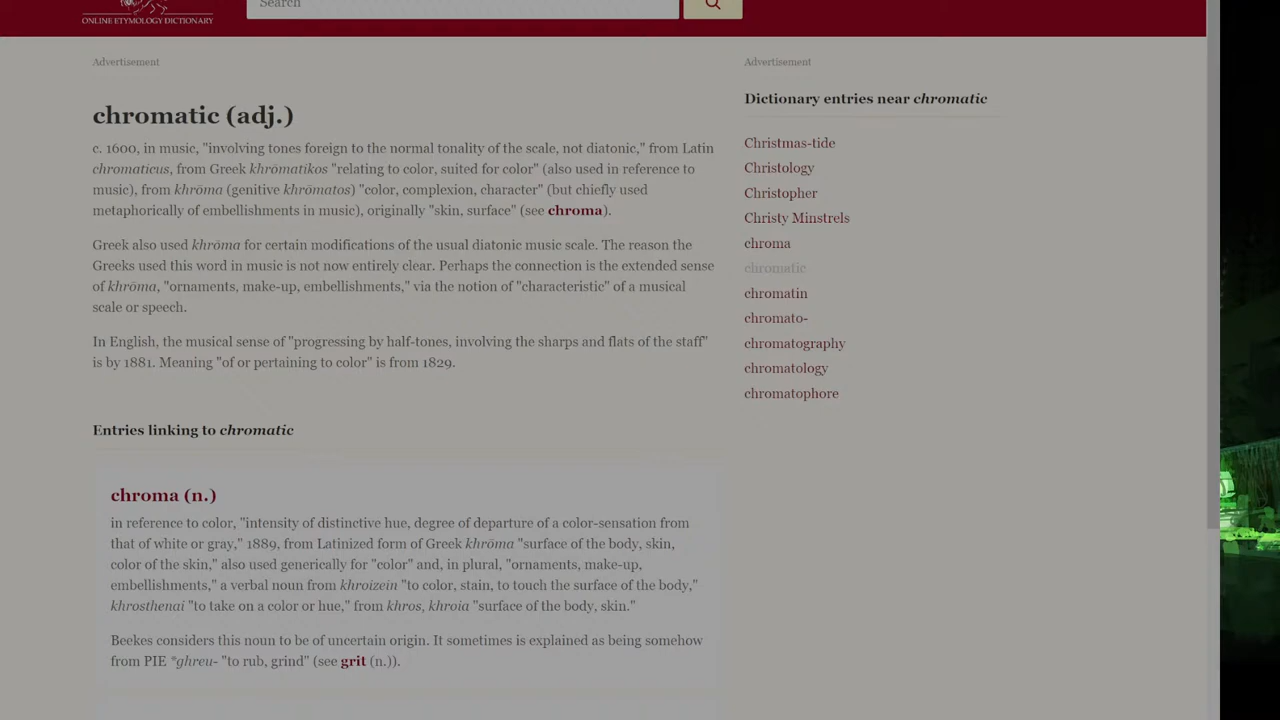 Search
ONLINE ETYMOLOGY DICTIONARY
Advertisement
chromatic (adj.)
c. 1600, in music, "involving tones foreign to the normal tonality of the scale, not diatonic," from Latin
chromaticus, from Greek khrōmatikos "relating to color, suited for color" (also used in reference to
music), from khrōma (genitive khrōmatos) "color, complexion, character" (but chiefly used
metaphorically of embellishments in music), originally "skin, surface" (see chroma).
Greek also used khrōma for certain modifications of the usual diatonic music scale. The reason the
Greeks used this word in music is not now entirely clear. Perhaps the connection is the extended sense
of khrōma, "ornaments, make-up, embellishments," via the notion of "characteristic" of a musical
scale or speech.
In English, the musical sense of "progressing by half-tones, involving the sharps and flats of the staff"
is by 1881. Meaning "of or pertaining to color" is from 1829.
Entries linking to chromatic
chroma (n.)
in reference to color, "intensity of distinctive hue, degree of departure of a color-sensation from
that of white or gray," 1889, from Latinized form of Greek khrōma "surface of the body, skin,
color of the skin," also used generically for "color" and, in plural, "ornaments, make-up,
embellishments," a verbal noun from khroizein "to color, stain, to touch the surface of the body,"
khrosthenai "to take on a color or hue," from khros, khroia "surface of the body, skin."
Beekes considers this noun to be of uncertain origin. It sometimes is explained as being somehow
from PIE *ghreu- "to rub, grind" (see grit (n.)).
Advertisement
Dictionary entries near chromatic
Christmas-tide
Christology
Christopher
Christy Minstrels
chroma
chromatic
chromatin
chromato-
chromatography
chromatology
chromatophore